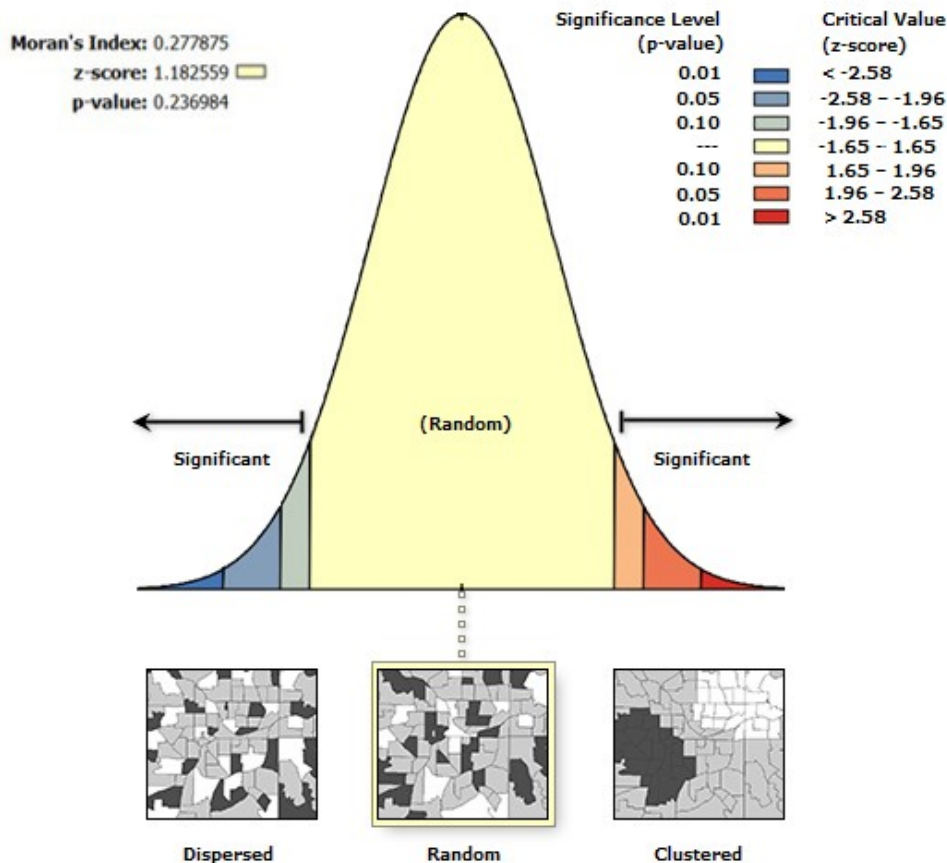 Moran's Index: 0.277875
z-score: 1.182559
p-value: 0.236984
Significance Level
(p-value)
Critical Value
(z-score)
0.01 < -2.58
0.05 -2.58 – -1.96
0.10 -1.96 – -1.65
--- -1.65 – 1.65
0.10 1.65 – 1.96
0.05 1.96 – 2.58
0.01 > 2.58
(Random)
Significant
Significant
Dispersed
Random
Clustered